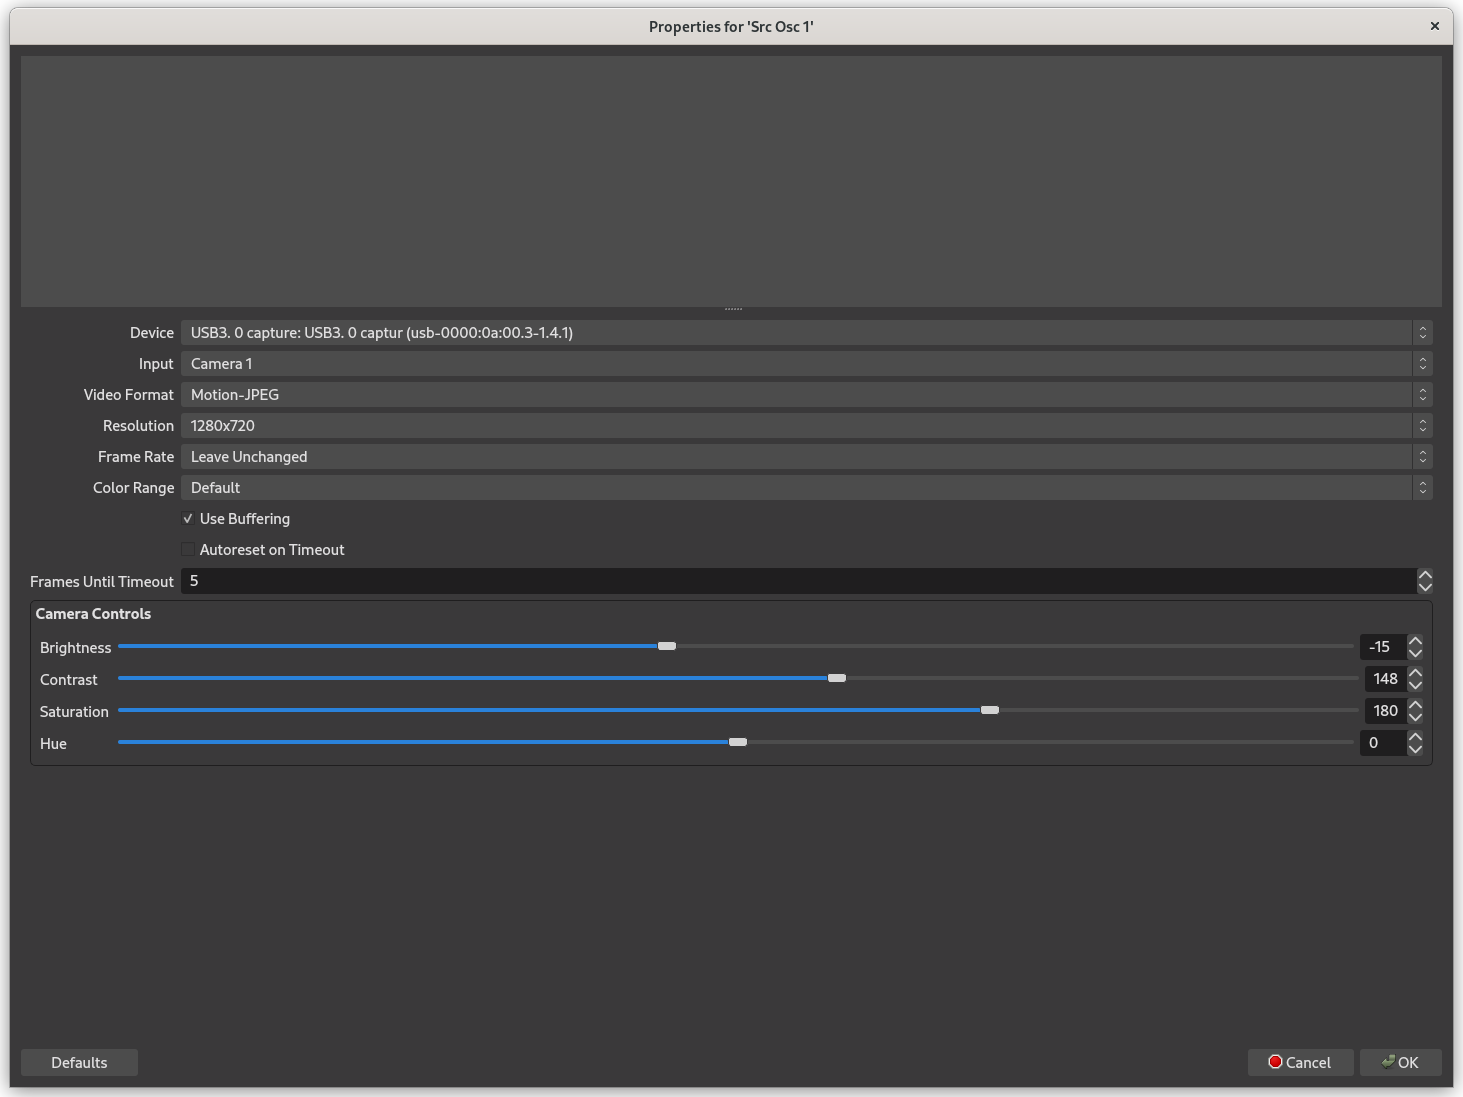 Properties for 'Src Osc 1'
Device USB3. 0 capture: USB3. 0 captur (usb-0000:0a:00.3-1.4.1)
Input Camera 1
Video Format Motion-JPEG
Resolution 1280x720
Frame Rate Leave Unchanged
Color Range Default
Use Buffering
Autoreset on Timeout
Frames Until Timeout 5
Camera Controls
Brightness -15
Contrast 148
Saturation 180
Hue 0
Defaults Cancel OK